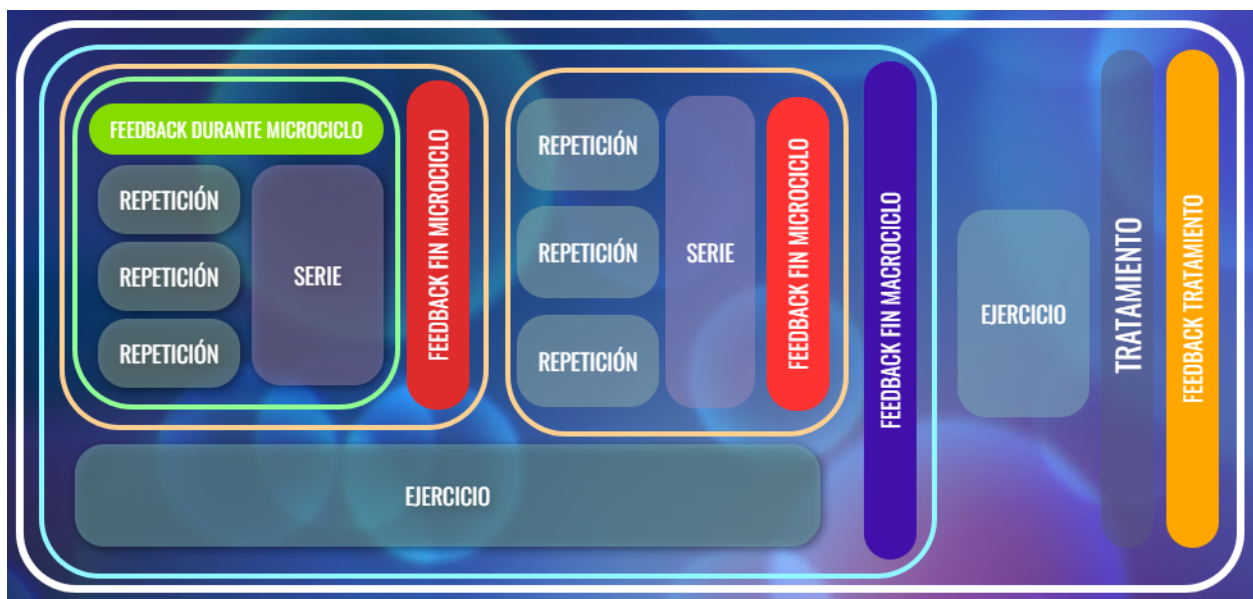 FEEDBACK DURANTE MICROCICLO
REPETICIÓN
REPETICIÓN
REPETICIÓN
SERIE
FEEDBACK FIN MICROCICLO
REPETICIÓN
REPETICIÓN
REPETICIÓN
SERIE
FEEDBACK FIN MICROCICLO
EJERCICIO
FEEDBACK FIN MACROCICLO
EJERCICIO
TRATAMIENTO
FEEDBACK TRATAMIENTO